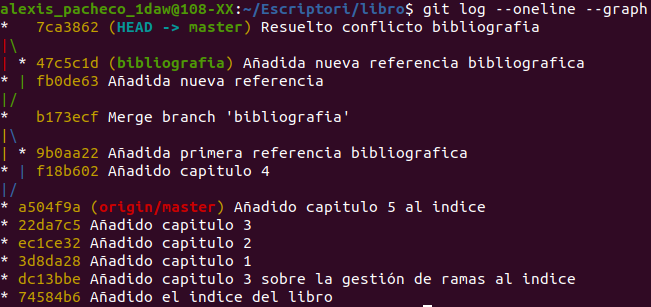 alexis_pacheco_1daw@108-XX:~/Escriptori/libro$ git log --oneline --graph
*   7ca3862 (HEAD -> master) Resuelto conflicto bibliografia
|\
| * 47c5c1d (bibliografia) Añadida nueva referencia bibliografica
* | fb0de63 Añadida nueva referencia
|/
*   b173ecf Merge branch 'bibliografia'
|\
| * 9b0aa22 Añadida primera referencia bibliografica
* | f18b602 Añadido capitulo 4
|/
* a504f9a (origin/master) Añadido capitulo 5 al indice
* 22da7c5 Añadido capitulo 3
* ec1ce32 Añadido capitulo 2
* 3d8da28 Añadido capitulo 1
* dc13bbe Añadido capitulo 3 sobre la gestión de ramas al indice
* 74584b6 Añadido el indice del libro